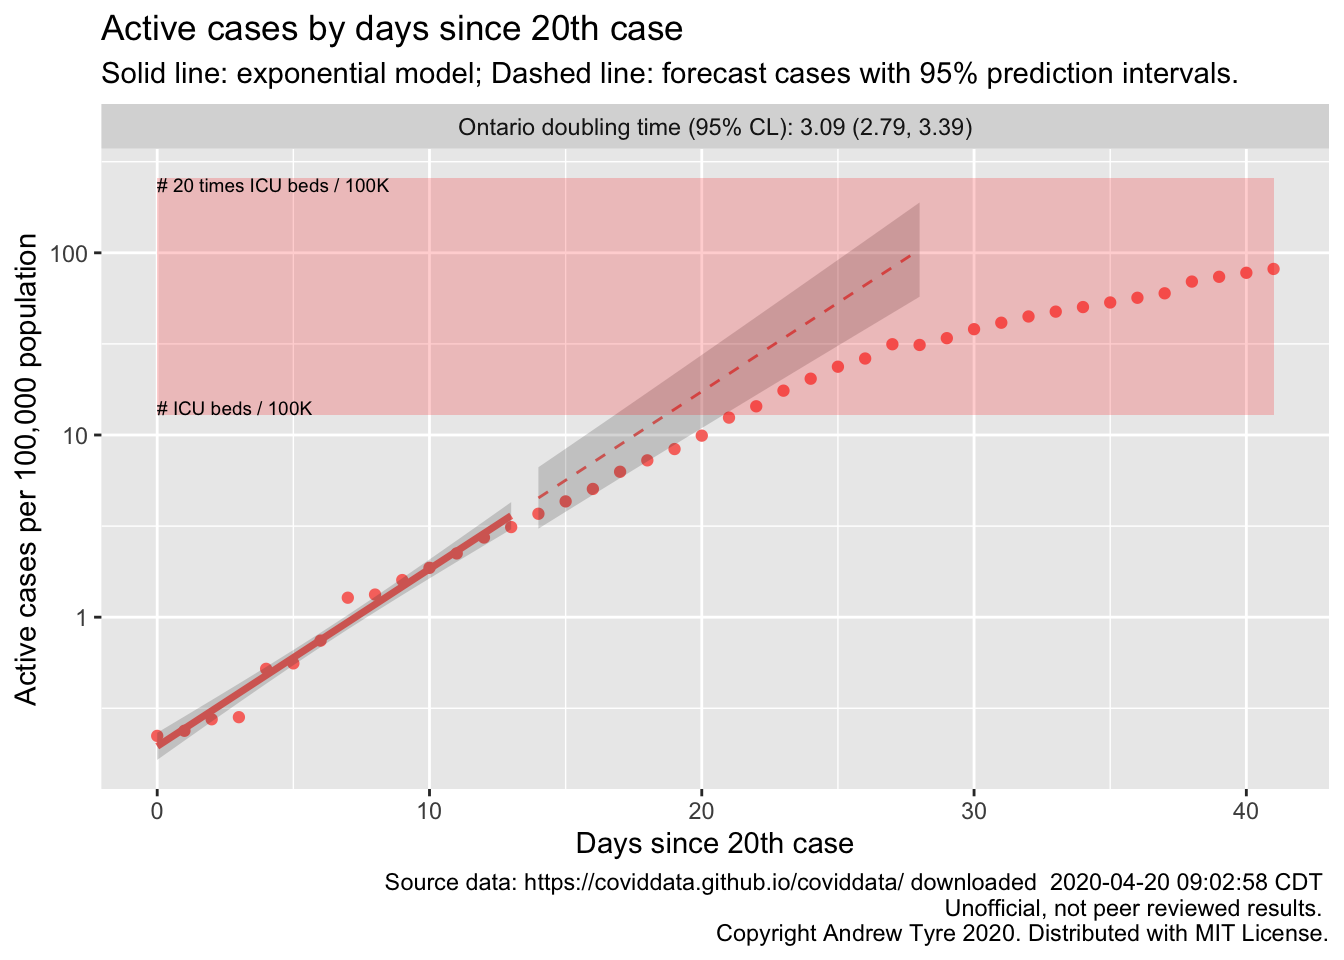 Active cases by days since 20th case
Solid line: exponential model; Dashed line: forecast cases with 95% prediction intervals.
Ontario doubling time (95% CL): 3.09 (2.79, 3.39)
# 20 times ICU beds / 100K
# ICU beds / 100K
Active cases per 100,000 population
100
10
1
0 10 20 30 40
Days since 20th case
Source data: https://coviddata.github.io/coviddata/ downloaded  2020-04-20 09:02:58 CDT
Unofficial, not peer reviewed results.
Copyright Andrew Tyre 2020. Distributed with MIT License.